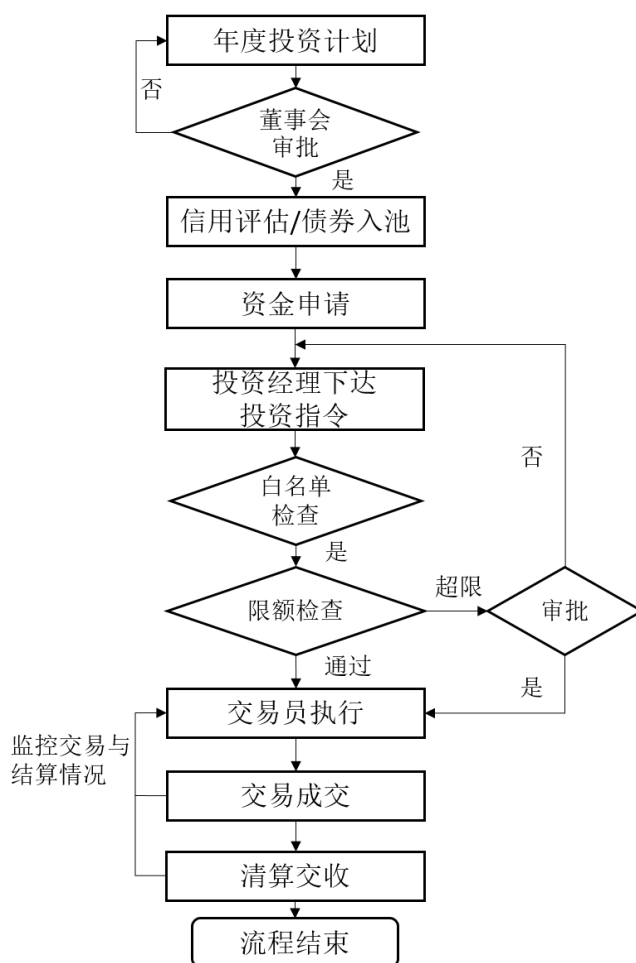 年度投资计划
否
董事会
审批
是
信用评估/债券入池
资金申请
投资经理下达
投资指令
否
白名单
检查
是
超限
限额检查
审批
通过
是
交易员执行
监控交易与
结算情况
交易成交
清算交收
流程结束